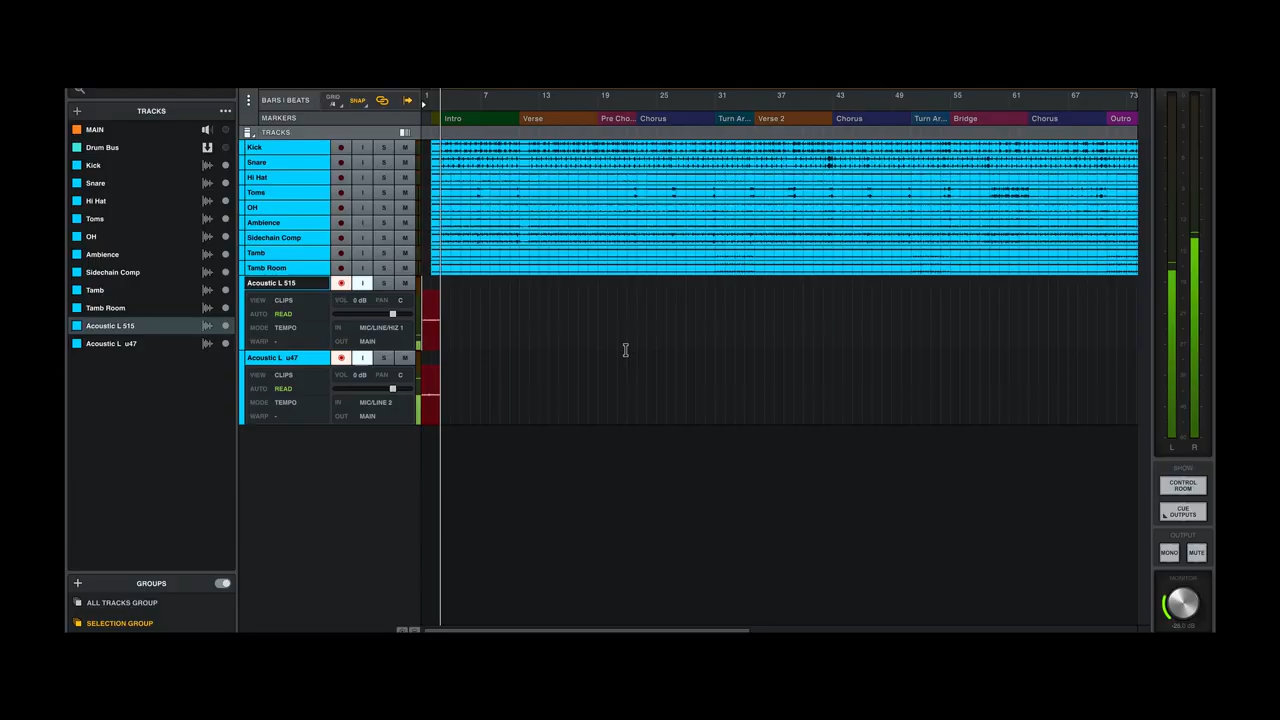 TRACKS
MAIN
Drum Bus
Kick
Snare
Hi Hat
Toms
OH
Ambience
Sidechain Comp
Tamb
Tamb Room
Acoustic L 515
Acoustic L u47
GROUPS
ALL TRACKS GROUP
SELECTION GROUP
BARS | BEATS GRID /4 SNAP 1 7 13 19 25 31 37 43 49 55 61 67 73
MARKERS Intro Verse Pre Cho... Chorus Turn Ar... Verse 2 Chorus Turn Ar... Bridge Chorus Outro
TRACKS
Kick I S M
Snare I S M
Hi Hat I S M
Toms I S M
OH I S M
Ambience I S M
Sidechain Comp I S M
Tamb I S M
Tamb Room I S M
Acoustic L 515 I S M
VIEW CLIPS VOL 0 dB PAN C
AUTO READ
MODE TEMPO IN MIC/LINE/HIZ 1
WARP - OUT MAIN
Acoustic L u47 I S M
VIEW CLIPS VOL 0 dB PAN C
AUTO READ
MODE TEMPO IN MIC/LINE 2
WARP - OUT MAIN
L R
SHOW
CONTROL
ROOM
CUE
OUTPUTS
OUTPUT
MONO MUTE
MONITOR